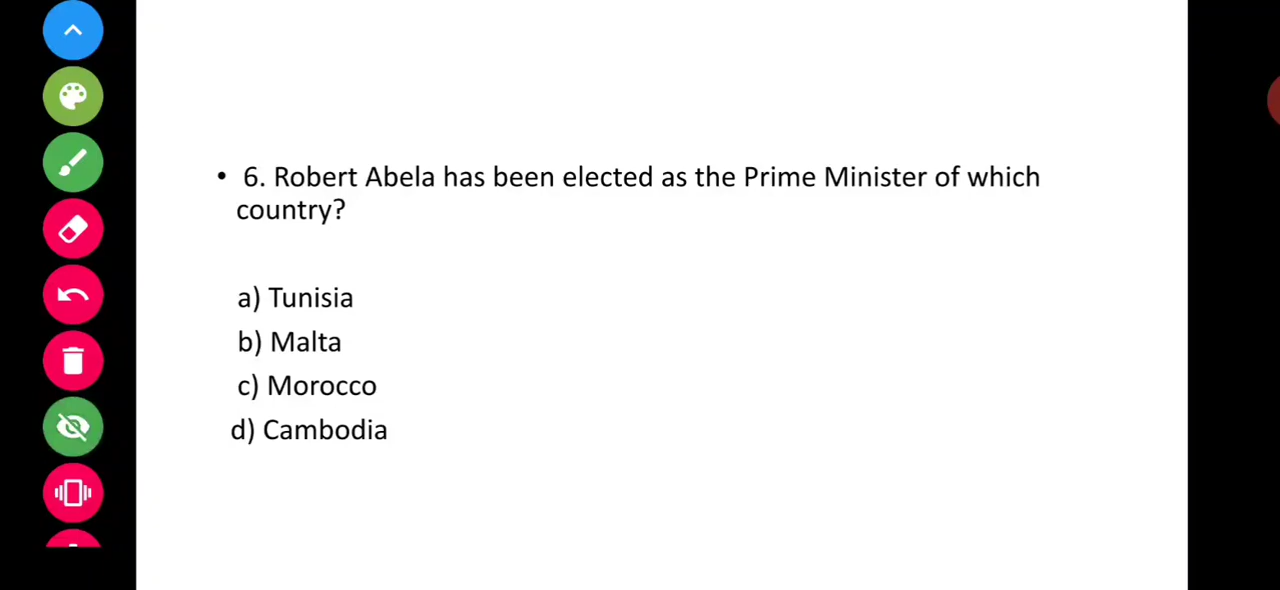 • 6. Robert Abela has been elected as the Prime Minister of which
country?
a) Tunisia
b) Malta
c) Morocco
d) Cambodia